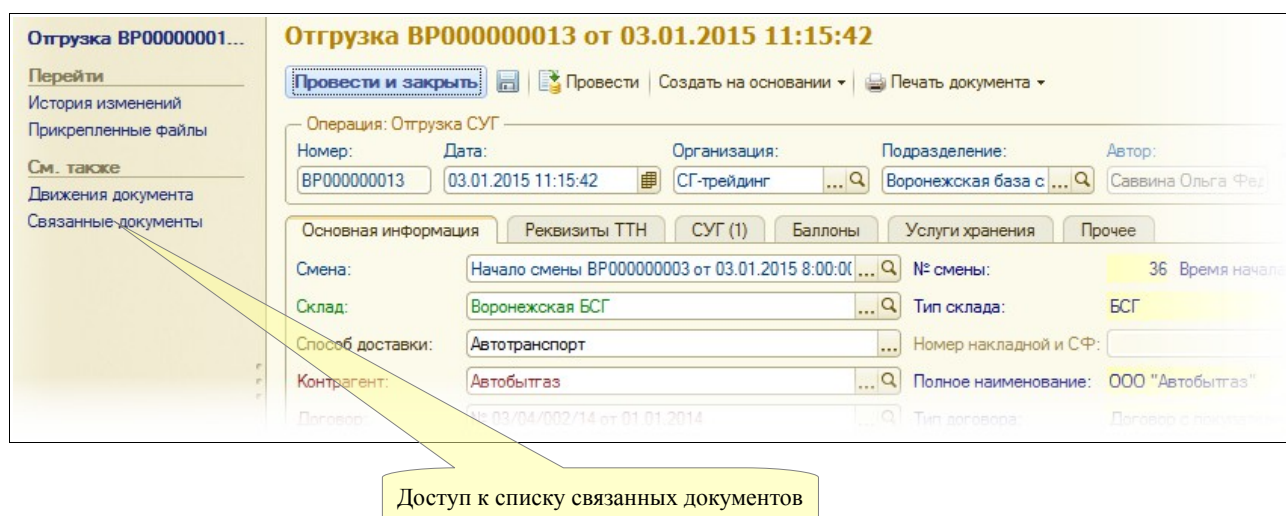 Отгрузка ВР00000001...
Перейти
История изменений
Прикрепленные файлы
См. также
Движения документа
Связанные документы
Отгрузка ВР000000013 от 03.01.2015 11:15:42
Провести и закрыть Провести Создать на основании Печать документа
Операция: Отгрузка СУГ
Номер: Дата: Организация: Подразделение: Автор:
ВР000000013 03.01.2015 11:15:42 СГ-трейдинг ... Воронежская база с ... Саввина Ольга Фед
Основная информация Реквизиты ТТН СУГ (1) Баллоны Услуги хранения Прочее
Смена: Начало смены ВР000000003 от 03.01.2015 8:00:00 ... № смены: 36 Время начала
Склад: Воронежская БСГ ... Тип склада: БСГ
Способ доставки: Автотранспорт ... Номер накладной и СФ:
Контрагент: Автобытгаз ... Полное наименование: ООО "Автобытгаз"
Договор: № 03/04/002/14 от 01.01.2014 ... Тип договора: Договор с
Доступ к списку связанных документов